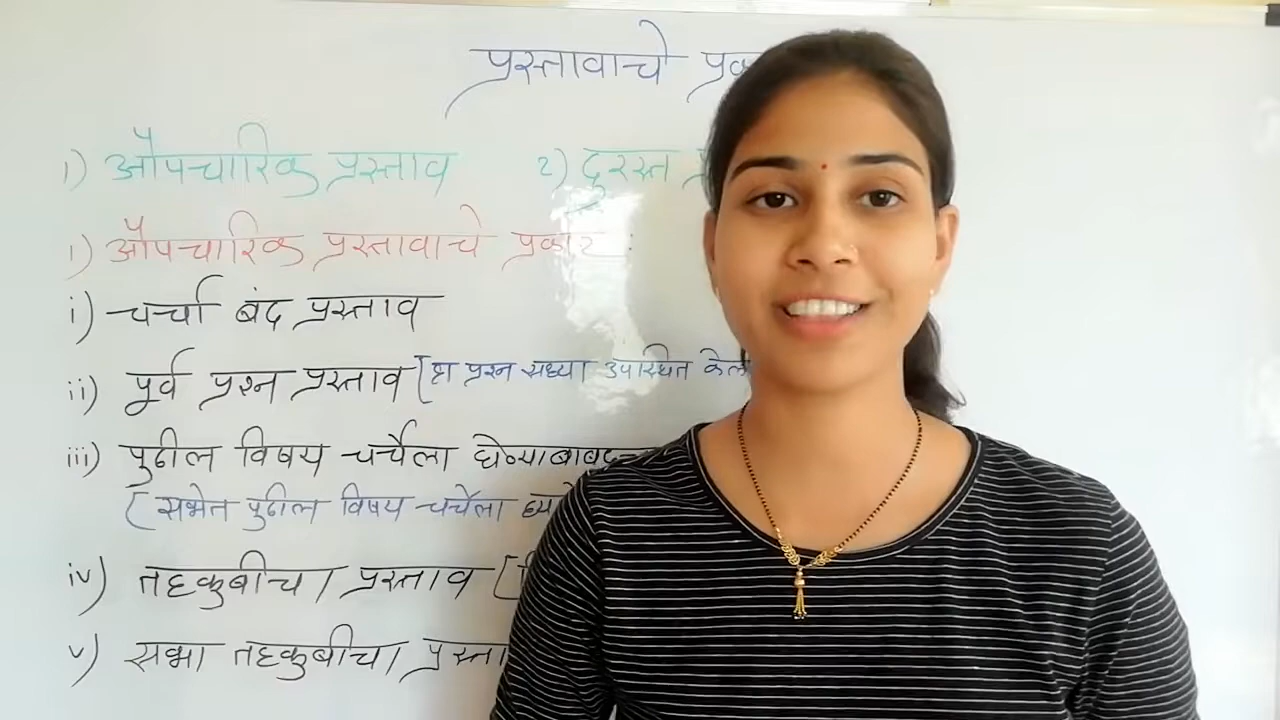 प्रस्तावाचे
१) औपचारिक प्रस्ताव २) दुरस्त
१) औपचारिक प्रस्तावाचे प्रकार :
i) चर्चा बंद प्रस्ताव
ii) पूर्व प्रश्न प्रस्ताव [हा प्रश्न सध्या उपस्थित
iii) पुढील विषय चर्चेला घेण्याबाबतचा
[सभेत पुढील विषय चर्चेला
iv) तहकुबीचा प्रस्ताव [
v) सभा तहकुबीचा